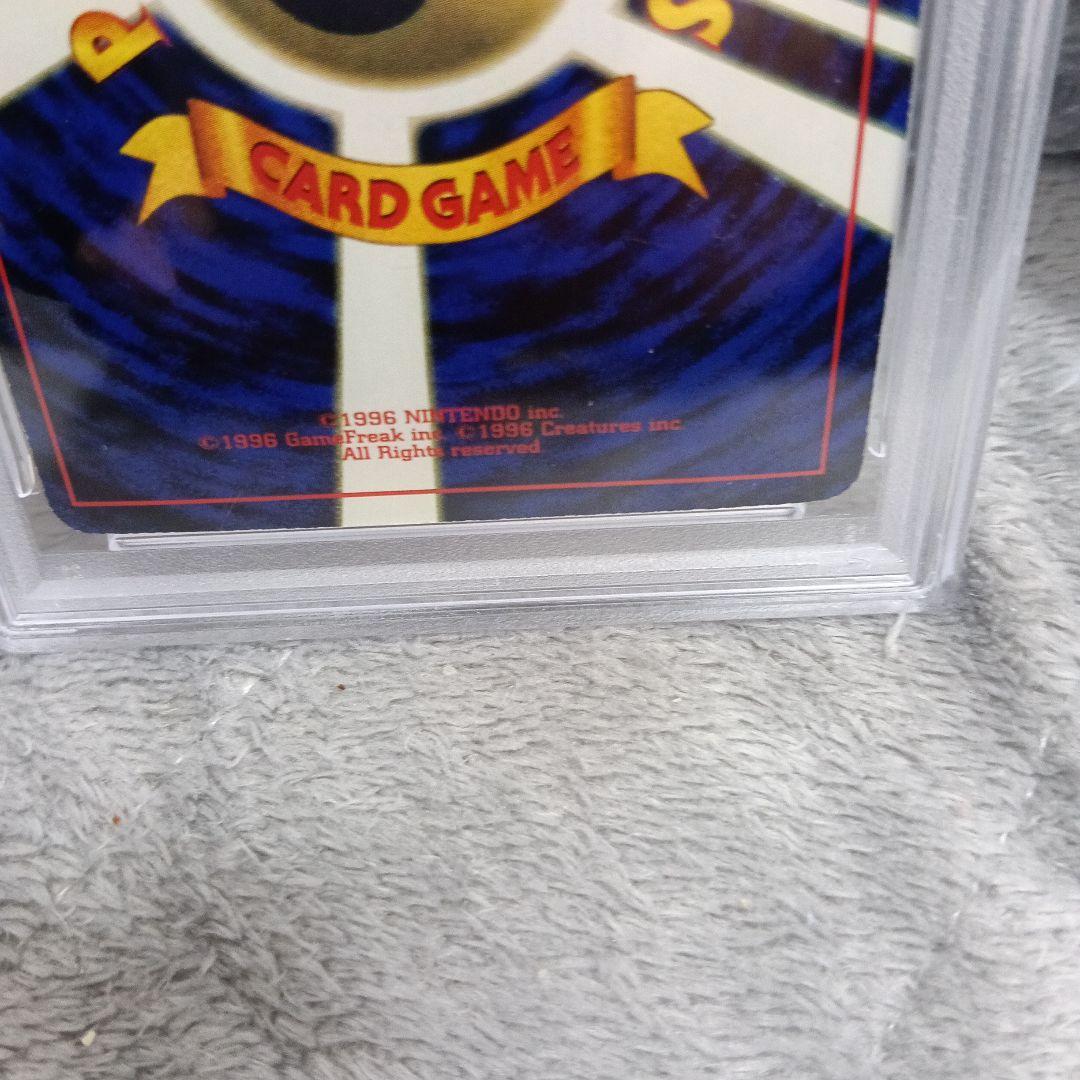 P S
CARD GAME
©1996 NINTENDO inc.
©1996 GameFreak inc. ©1996 Creatures inc.
All Rights reserved.